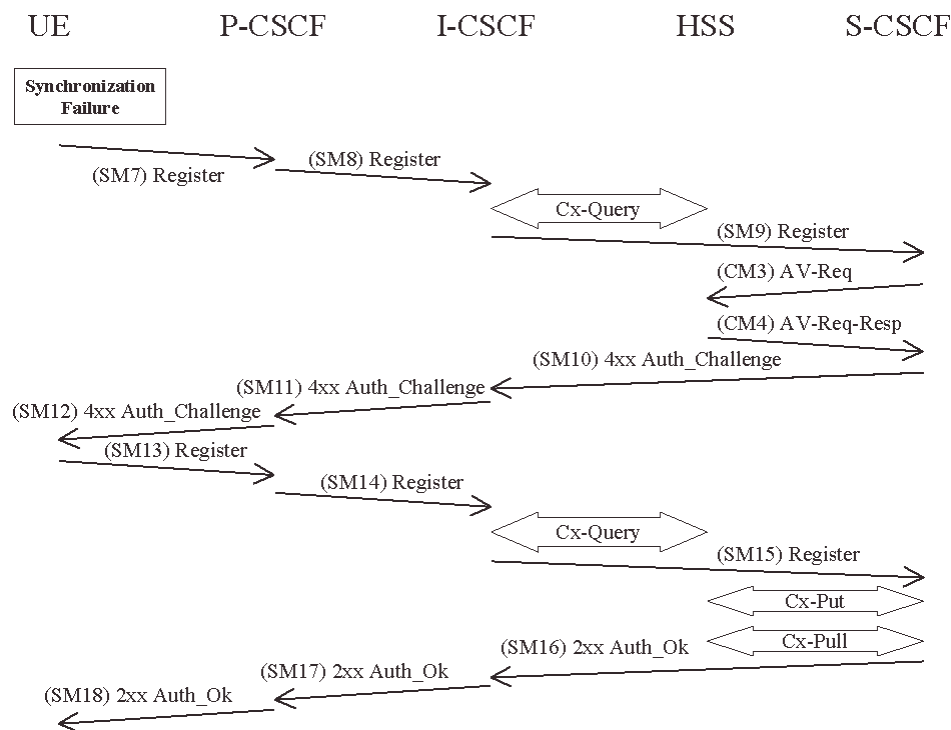 UE P-CSCF I-CSCF HSS S-CSCF
Synchronization
Failure
(SM7) Register
(SM8) Register
Cx-Query
(SM9) Register
(CM3) AV-Req
(CM4) AV-Req-Resp
(SM10) 4xx Auth_Challenge
(SM11) 4xx Auth_Challenge
(SM12) 4xx Auth_Challenge
(SM13) Register
(SM14) Register
Cx-Query
(SM15) Register
Cx-Put
Cx-Pull
(SM16) 2xx Auth_Ok
(SM17) 2xx Auth_Ok
(SM18) 2xx Auth_Ok